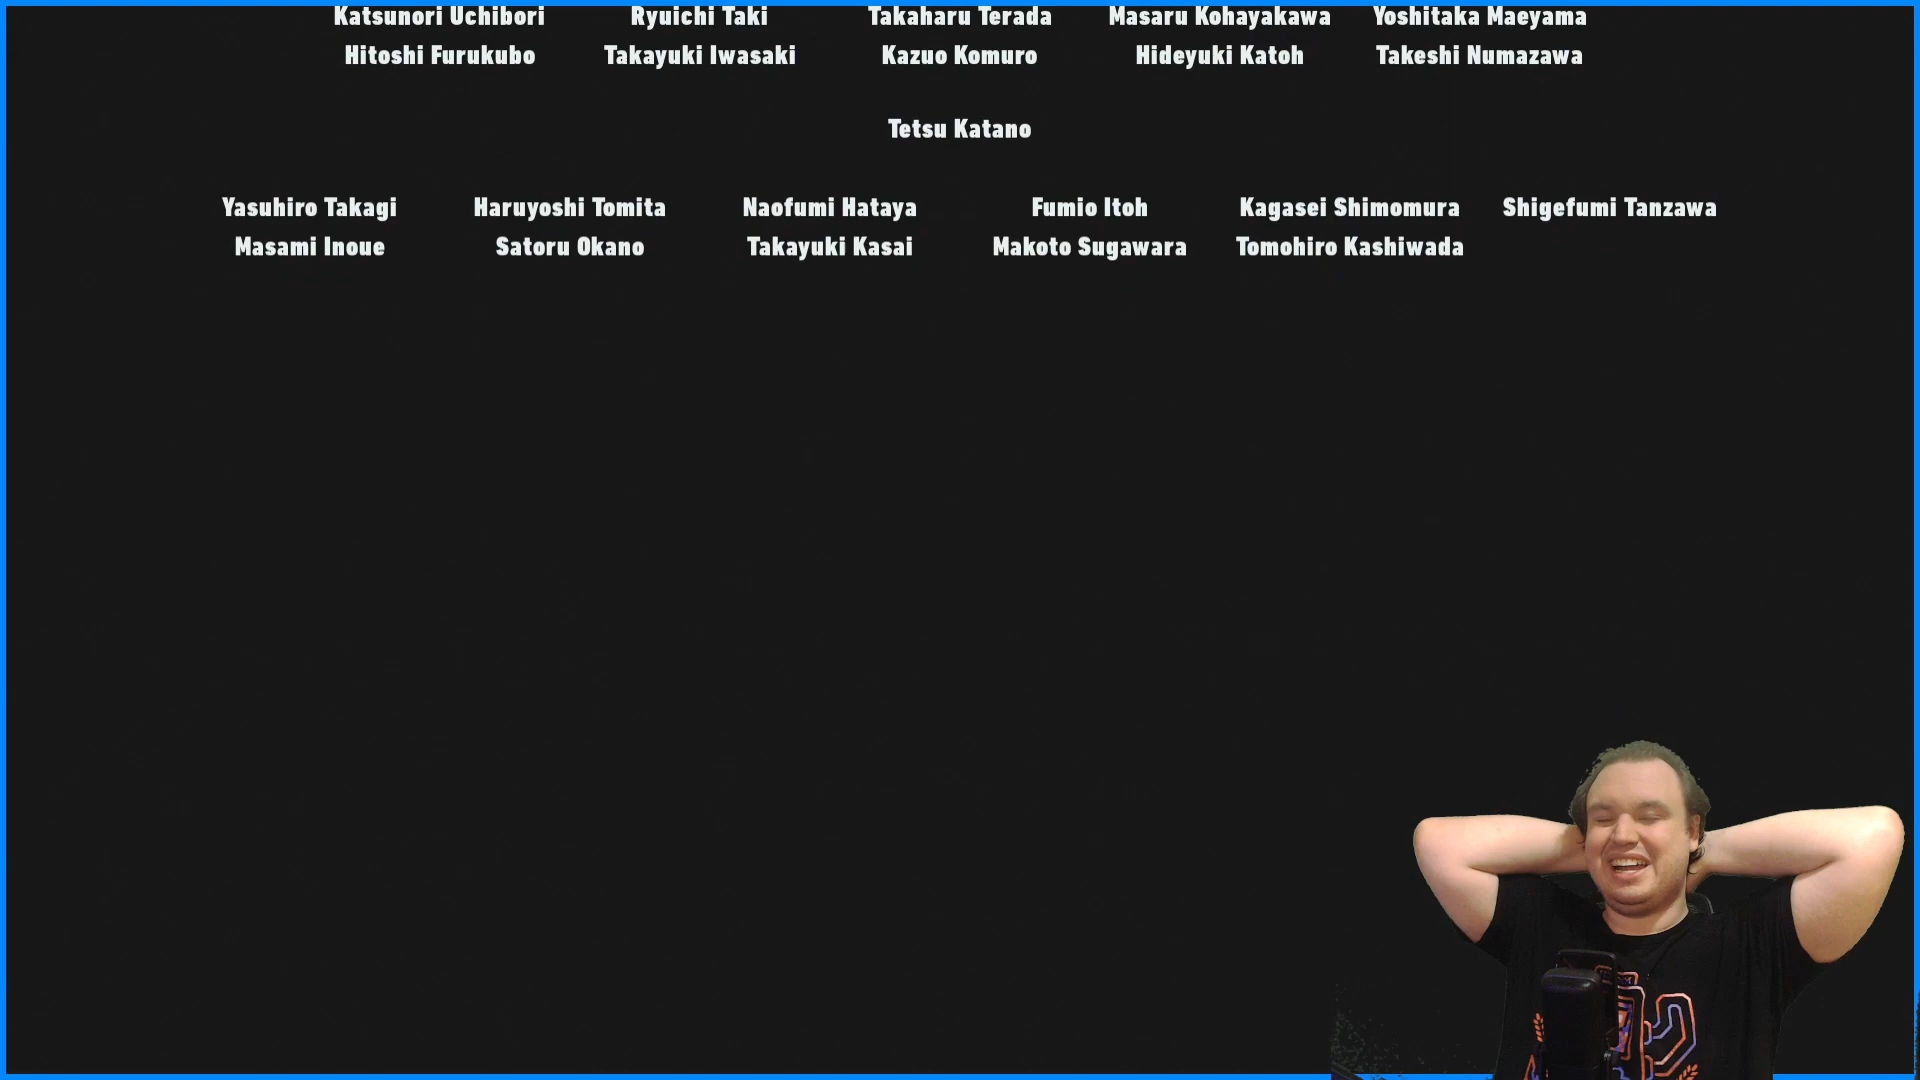 Katsunori Uchibori Ryuichi Taki Takaharu Terada Masaru Kohayakawa Yoshitaka Maeyama
Hitoshi Furukubo Takayuki Iwasaki Kazuo Komuro Hideyuki Katoh Takeshi Numazawa
Tetsu Katano
Yasuhiro Takagi Haruyoshi Tomita Naofumi Hataya Fumio Itoh Kagasei Shimomura Shigefumi Tanzawa
Masami Inoue Satoru Okano Takayuki Kasai Makoto Sugawara Tomohiro Kashiwada